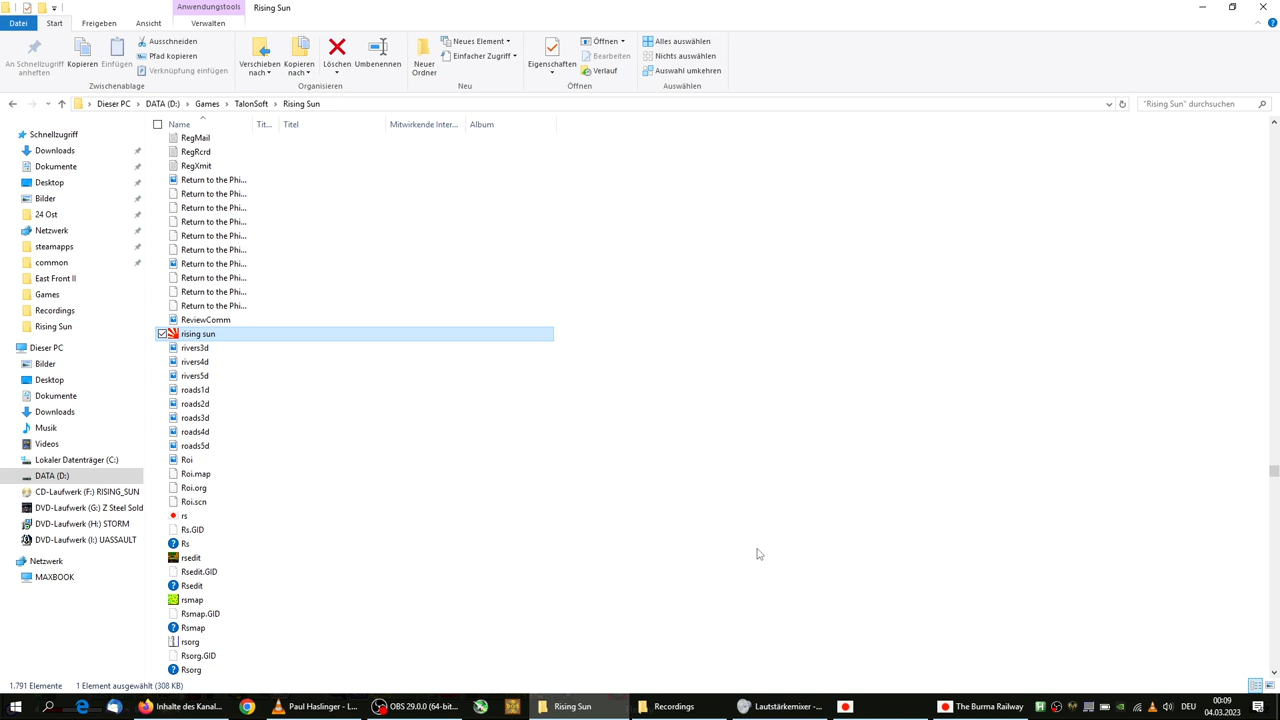 Anwendungstools
Rising Sun
Datei
Start
Freigeben
Ansicht
Verwalten
An Schnellzugriff anheften
Kopieren
Einfügen
Ausschneiden
Pfad kopieren
Verknüpfung einfügen
Zwischenablage
Verschieben nach
Kopieren nach
Löschen
Umbenennen
Organisieren
Neuer Ordner
Neues Element
Einfacher Zugriff
Neu
Eigenschaften
Öffnen
Bearbeiten
Verlauf
Öffnen
Alles auswählen
Nichts auswählen
Auswahl umkehren
Auswählen
Dieser PC
DATA (D:)
Games
TalonSoft
Rising Sun
"Rising Sun" durchsuchen
Schnellzugriff
Downloads
Dokumente
Desktop
Bilder
24 Ost
Netzwerk
steamapps
common
East Front II
Games
Recordings
Rising Sun
Dieser PC
Bilder
Desktop
Dokumente
Downloads
Musik
Videos
Lokaler Datenträger (C:)
DATA (D:)
CD-Laufwerk (F:) RISING_SUN
DVD-Laufwerk (G:) Z Steel Sold
DVD-Laufwerk (H:) STORM
DVD-Laufwerk (I:) UASSAULT
Netzwerk
MAXBOOK
Name
Tit...
Titel
Mitwirkende Inter...
Album
RegMail
RegRcrd
RegXmit
Return to the Phi...
Return to the Phi...
Return to the Phi...
Return to the Phi...
Return to the Phi...
Return to the Phi...
Return to the Phi...
Return to the Phi...
Return to the Phi...
Return to the Phi...
ReviewComm
rising sun
rivers3d
rivers4d
rivers5d
roads1d
roads2d
roads3d
roads4d
roads5d
Roi
Roi.map
Roi.org
Roi.scn
rs
Rs.GID
Rs
rsedit
Rsedit.GID
Rsedit
rsmap
Rsmap.GID
Rsmap
rsorg
Rsorg.GID
Rsorg
1.791 Elemente
1 Element ausgewählt (308 KB)
Inhalte des Kanal...
Paul Haslinger - L...
OBS 29.0.0 (64-bit...
Rising Sun
Recordings
Lautstärkemixer -...
The Burma Railway
DEU
00:09
04.03.2023